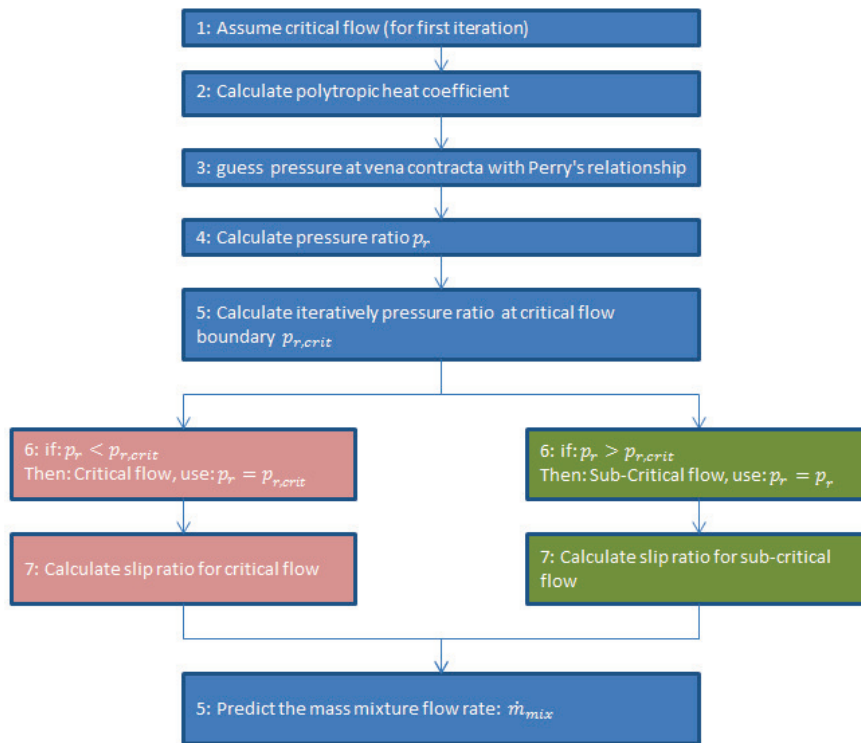 1: Assume critical flow (for first iteration)
2: Calculate polytropic heat coefficient
3: guess pressure at vena contracta with Perry's relationship
4: Calculate pressure ratio p_r
5: Calculate iteratively pressure ratio at critical flow
boundary p_{r,crit}
6: if: p_r < p_{r,crit}
Then: Critical flow, use: p_r = p_{r,crit}
6: if: p_r > p_{r,crit}
Then: Sub-Critical flow, use: p_r = p_r
7: Calculate slip ratio for critical flow
7: Calculate slip ratio for sub-critical
flow
5: Predict the mass mixture flow rate: ṁ_{mix}